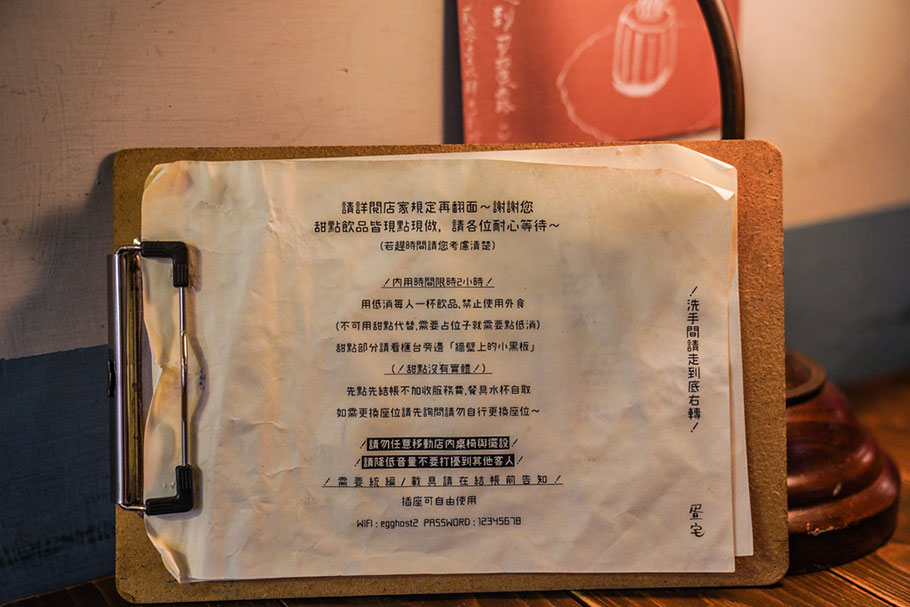 請詳閱店家規定再翻面～謝謝您
甜點飲品皆現點現做，請各位耐心等待～
(若趕時間請您考慮清楚)
！內用時間限時2小時！
用低消每人一杯飲品、禁止使用外食
(不可用甜點代替,需要占位子就需要點低消)
甜點部分請看櫃台旁邊「牆壁上的小黑板」
(！甜點沒有實體！)
先點先結帳不加收服務費,餐具水杯自取
如需更換座位請先詢問請勿自行更換座位～
！請勿任意移動店內桌椅與擺設！
！請降低音量不要打擾到其他客人！
！需要統編/載具請在結帳前告知！
插座可自由使用
WIFI : egghost2 PASSWORD : 12345678
！洗手間請走到底右轉！
宅